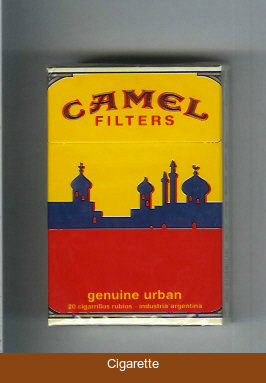 CAMEL
FILTERS
genuine urban
20 cigarrillos rubios - industria argentina
Cigarette